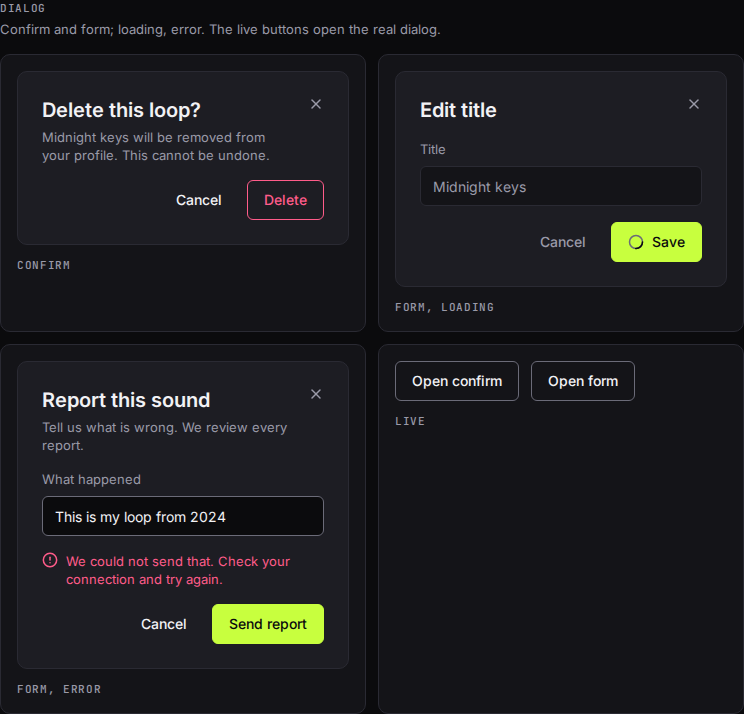 DIALOG
Confirm and form; loading, error. The live buttons open the real dialog.
Delete this loop?
Midnight keys will be removed from
your profile. This cannot be undone.
Cancel
Delete
CONFIRM
Edit title
Title
Midnight keys
Cancel
Save
FORM, LOADING
Report this sound
Tell us what is wrong. We review every
report.
What happened
This is my loop from 2024
We could not send that. Check your
connection and try again.
Cancel
Send report
FORM, ERROR
Open confirm
Open form
LIVE